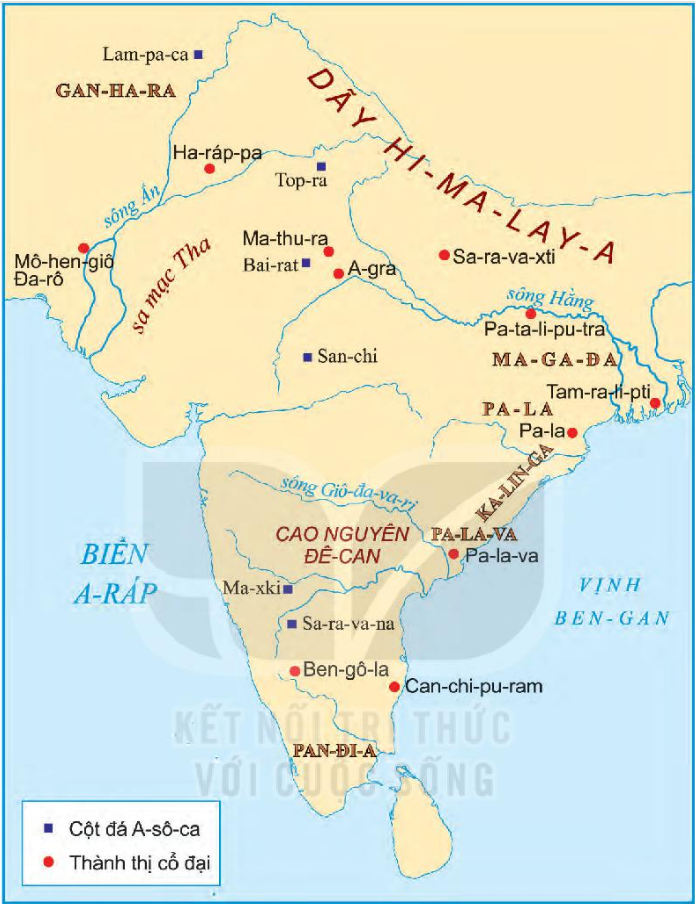 Lam-pa-ca
GAN-HA-RA
DÃY HI-MA-LAY-A
Ha-ráp-pa
Top-ra
sông Ấn
Mô-hen-giô
Đa-rô
sa mạc Tha
Ma-thu-ra
Bai-rat
A-gra
Sa-ra-va-xti
sông Hằng
Pa-ta-li-pu-tra
San-chi
MA-GA-ĐA
Tam-ra-li-pti
PA-LA
Pa-la
KA-LIN-GA
sông Giô-đa-va-ri
CAO NGUYÊN
ĐÊ-CAN
PA-LA-VA
Pa-la-va
BIỂN
A-RÁP
VỊNH
BEN-GAN
Ma-xki
Sa-ra-va-na
Ben-gô-la
Can-chi-pu-ram
KẾT NỐI TRI THỨC
VỚI CUỘC SỐNG
PAN-ĐI-A
Cột đá A-sô-ca
Thành thị cổ đại